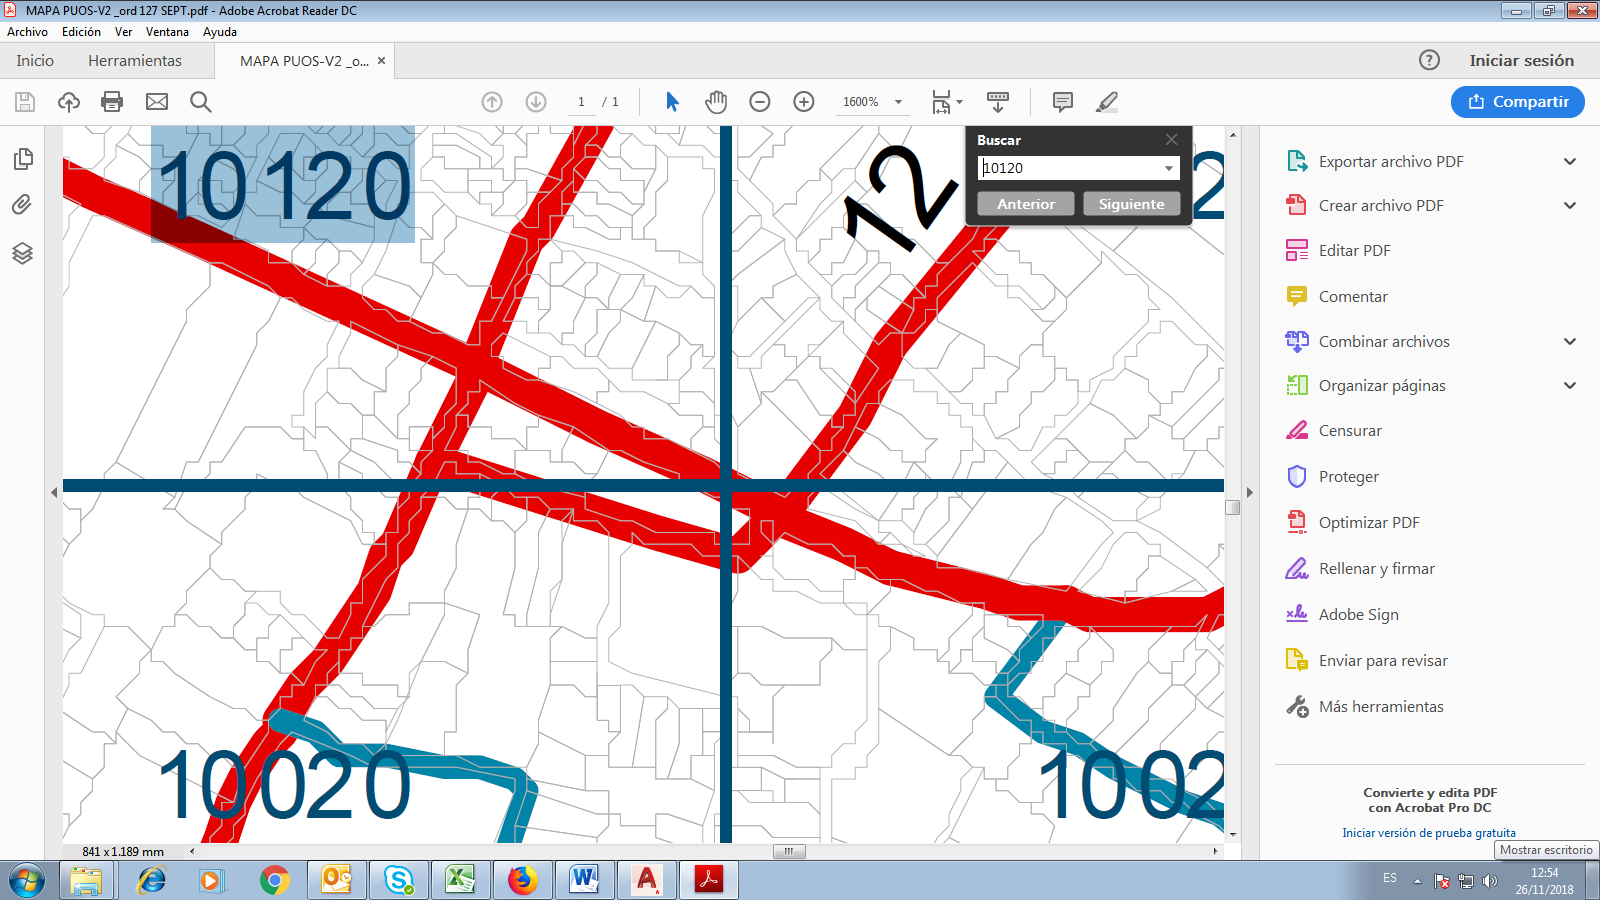 MAPA PUOS-V2 _ord 127 SEPT.pdf - Adobe Acrobat Reader DC
Archivo Edición Ver Ventana Ayuda
Inicio Herramientas MAPA PUOS-V2 _o... × Iniciar sesión
1 / 1 1600% Compartir
Buscar
10120
Anterior Siguiente
10120
12
2
10020
1002
Exportar archivo PDF
Crear archivo PDF
Editar PDF
Comentar
Combinar archivos
Organizar páginas
Censurar
Proteger
Optimizar PDF
Rellenar y firmar
Adobe Sign
Enviar para revisar
Más herramientas
Convierte y edita PDF
con Acrobat Pro DC
Iniciar versión de prueba gratuita
841 x 1.189 mm
Mostrar escritorio
ES
12:54
26/11/2018